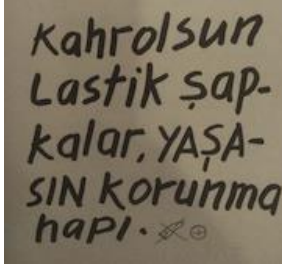 Kahrolsun
Lastik şap-
kalar, YAŞA-
SIN korunma
hapı.